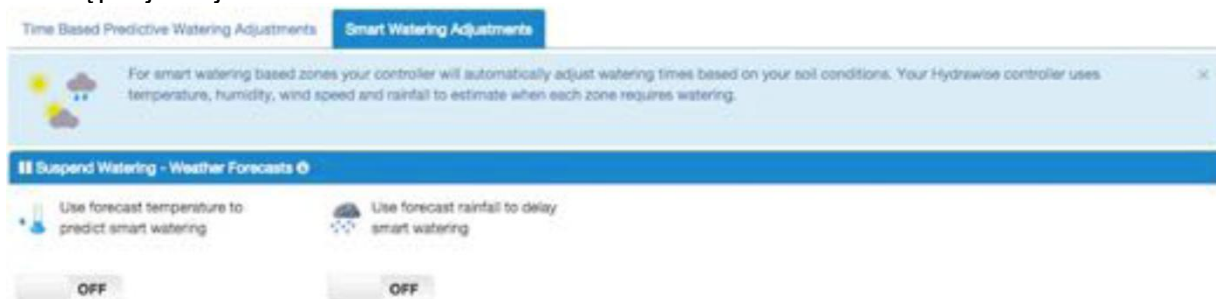 Time Based Predictive Watering Adjustments
Smart Watering Adjustments
For smart watering based zones your controller will automatically adjust watering times based on your soil conditions. Your Hydrawise controller uses
temperature, humidity, wind speed and rainfall to estimate when each zone requires watering.
Suspend Watering - Weather Forecasts
Use forecast temperature to
predict smart watering
Use forecast rainfall to delay
smart watering
OFF
OFF